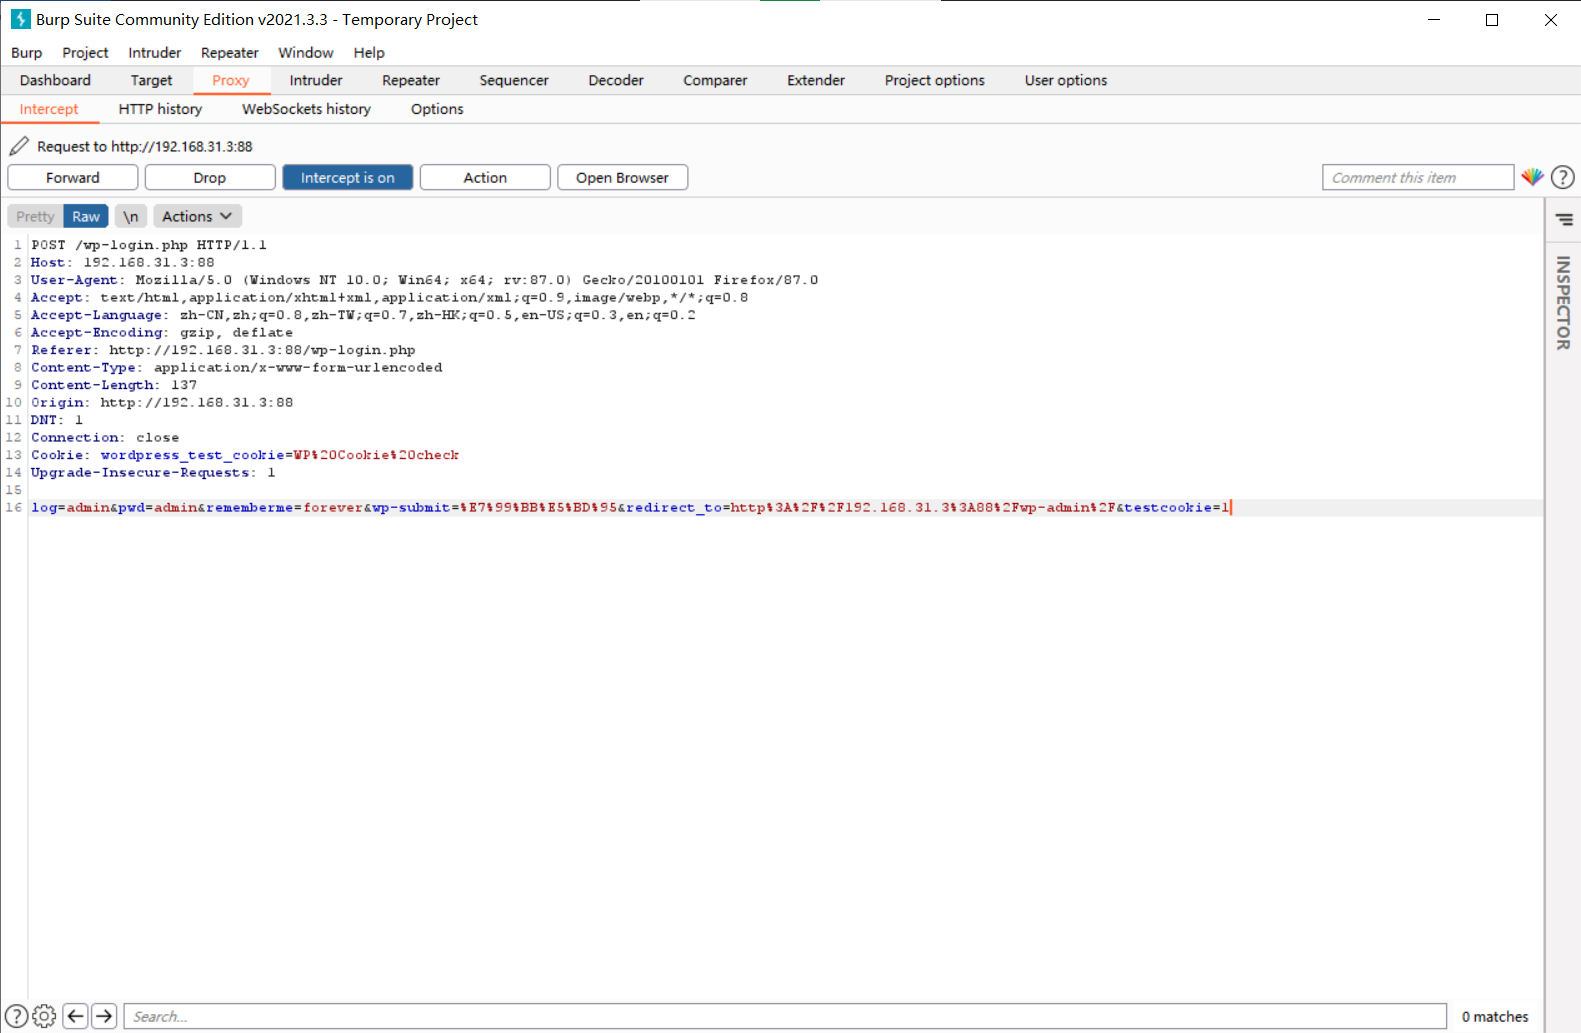 Burp Suite Community Edition v2021.3.3 - Temporary Project
Burp Project Intruder Repeater Window Help
Dashboard Target Proxy Intruder Repeater Sequencer Decoder Comparer Extender Project options User options
Intercept HTTP history WebSockets history Options
Request to http://192.168.31.3:88
Forward Drop Intercept is on Action Open Browser Comment this item ?
Pretty Raw \n Actions
INSPECTOR
1 POST /wp-login.php HTTP/1.1
2 Host: 192.168.31.3:88
3 User-Agent: Mozilla/5.0 (Windows NT 10.0; Win64; x64; rv:87.0) Gecko/20100101 Firefox/87.0
4 Accept: text/html,application/xhtml+xml,application/xml;q=0.9,image/webp,*/*;q=0.8
5 Accept-Language: zh-CN,zh;q=0.8,zh-TW;q=0.7,zh-HK;q=0.5,en-US;q=0.3,en;q=0.2
6 Accept-Encoding: gzip, deflate
7 Referer: http://192.168.31.3:88/wp-login.php
8 Content-Type: application/x-www-form-urlencoded
9 Content-Length: 137
10 Origin: http://192.168.31.3:88
11 DNT: 1
12 Connection: close
13 Cookie: wordpress_test_cookie=WP%20Cookie%20check
14 Upgrade-Insecure-Requests: 1
15
16 log=admin&pwd=admin&rememberme=forever&wp-submit=%E7%99%BB%E5%BD%95&redirect_to=http%3A%2F%2F192.168.31.3%3A88%2Fwp-admin%2F&testcookie=1
? Search... 0 matches